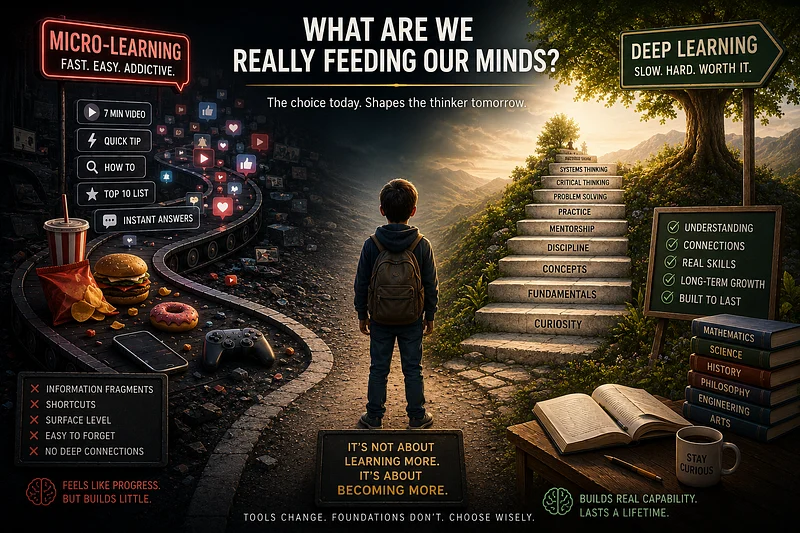 WHAT ARE WE
REALLY FEEDING OUR MINDS?
The choice today. Shapes the thinker tomorrow.
MICRO-LEARNING
FAST. EASY. ADDICTIVE.
7 MIN VIDEO
QUICK TIP
HOW TO
TOP 10 LIST
INSTANT ANSWERS
INFORMATION FRAGMENTS
SHORTCUTS
SURFACE LEVEL
EASY TO FORGET
NO DEEP CONNECTIONS
FEELS LIKE PROGRESS.
BUT BUILDS LITTLE.
DEEP LEARNING
SLOW. HARD. WORTH IT.
SYSTEMS THINKING
CRITICAL THINKING
PROBLEM SOLVING
PRACTICE
MENTORSHIP
DISCIPLINE
CONCEPTS
FUNDAMENTALS
CURIOSITY
UNDERSTANDING
CONNECTIONS
REAL SKILLS
LONG-TERM GROWTH
BUILT TO LAST
MATHEMATICS
SCIENCE
HISTORY
PHILOSOPHY
ENGINEERING
ARTS
STAY
CURIOUS
IT'S NOT ABOUT
LEARNING MORE.
IT'S ABOUT
BECOMING MORE.
BUILDS REAL CAPABILITY.
LASTS A LIFETIME.
TOOLS CHANGE. FOUNDATIONS DON'T. CHOOSE WISELY.